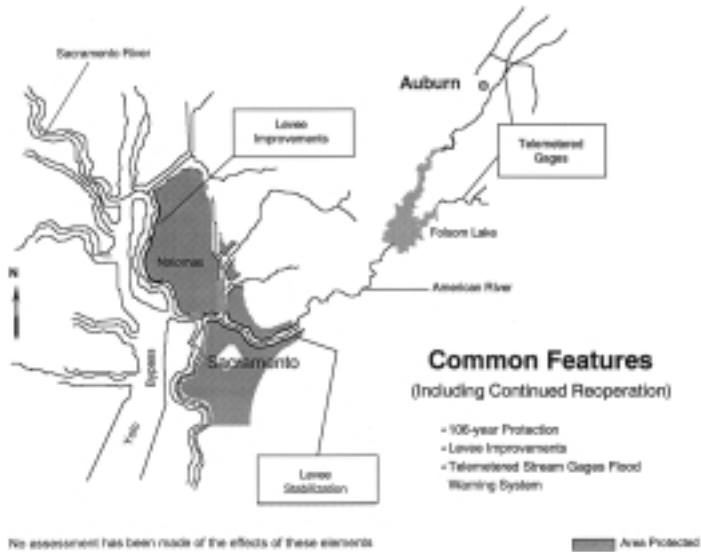 Sacramento River
Auburn
Levee
Improvements
Telemetered
Gages
Folsom Lake
Natomas
N
American River
Sacramento
Bypass
Yolo
Common Features
(Including Continued Reoperation)
- 106-year Protection
- Levee Improvements
- Telemetered Stream Gages Flood
Warning System
Levee
Stabilization
No assessment has been made of the effects of these elements
Area Protected